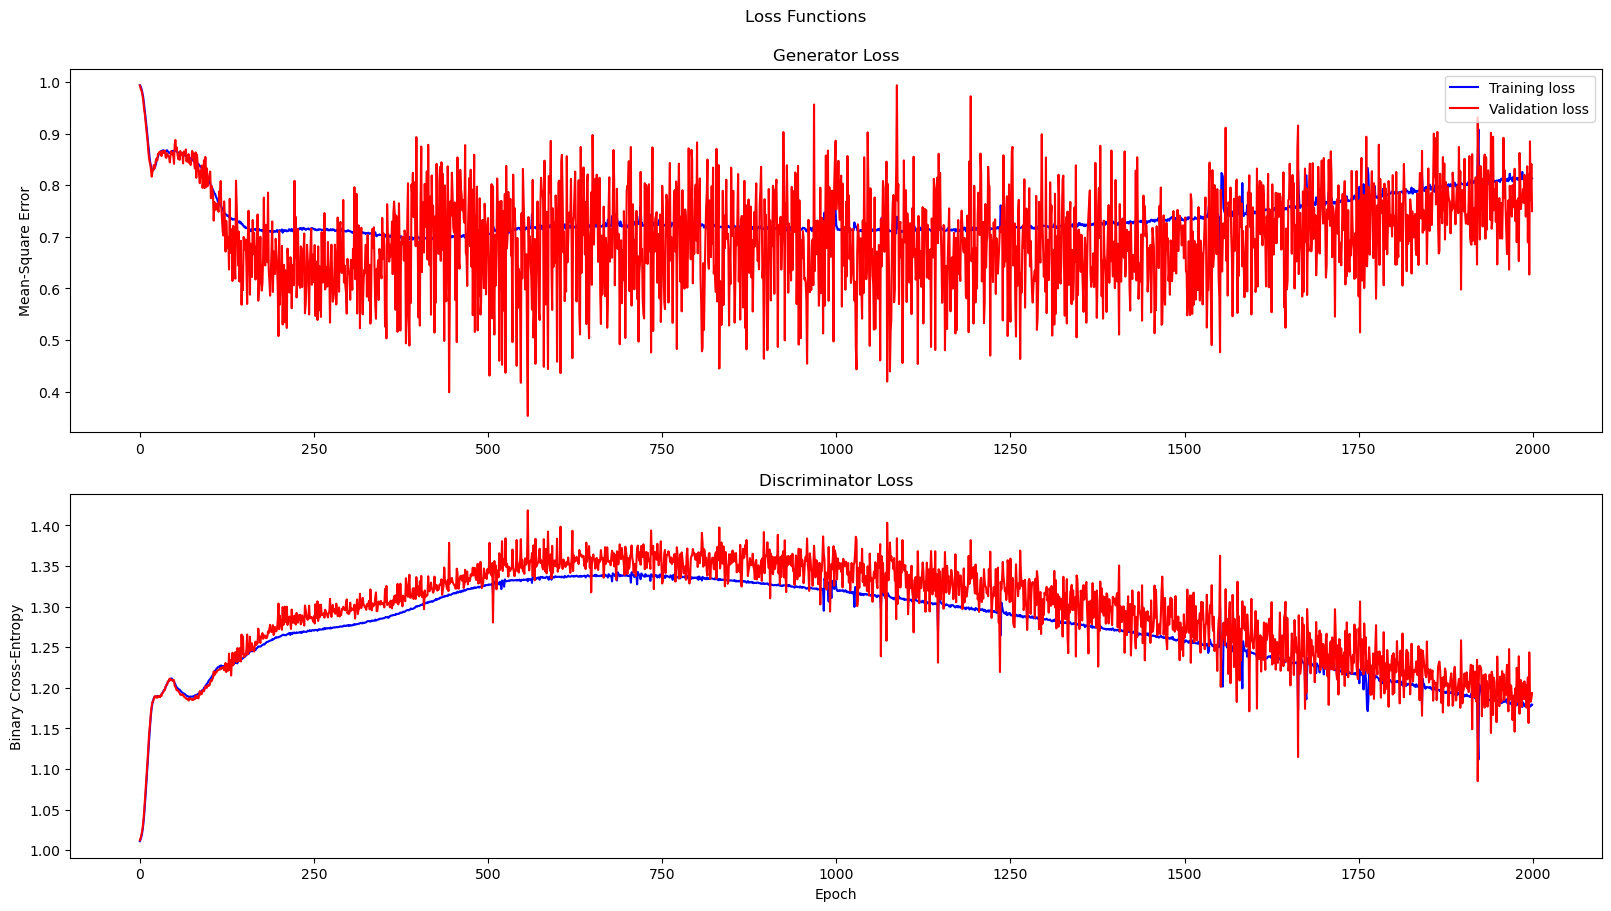 Loss Functions
Generator Loss
Mean-Square Error
1.0
0.9
0.8
0.7
0.6
0.5
0.4
Training loss
Validation loss
0 250 500 750 1000 1250 1500 1750 2000
Discriminator Loss
Binary Cross-Entropy
1.40
1.35
1.30
1.25
1.20
1.15
1.10
1.05
1.00
0 250 500 750 1000 1250 1500 1750 2000
Epoch